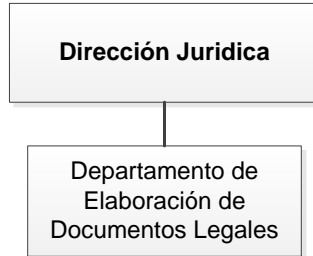 Dirección Juridica
Departamento de
Elaboración de
Documentos Legales